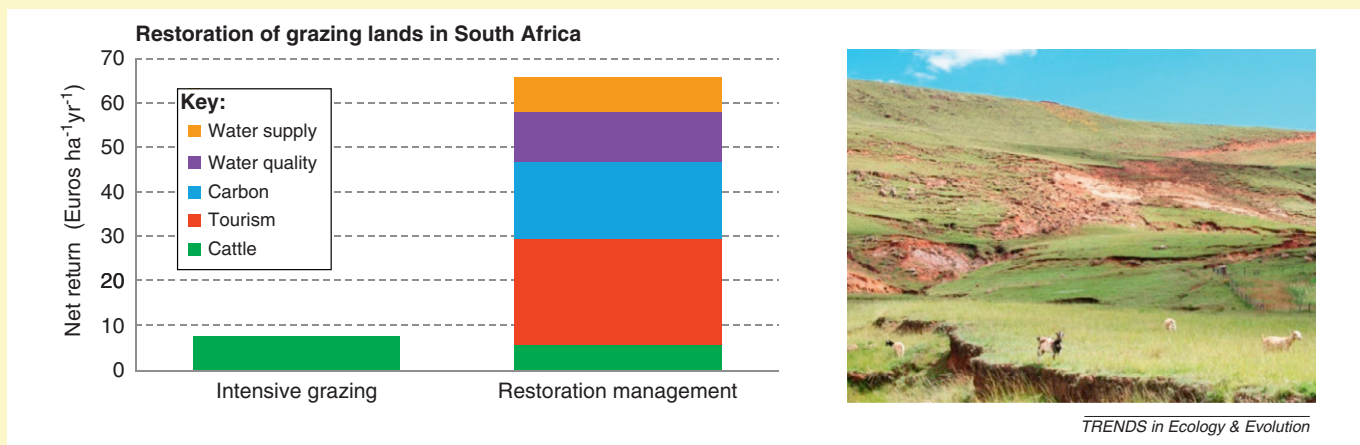 Restoration of grazing lands in South Africa
Net return (Euros ha-1yr-1)
70
60
50
40
30
20
10
0
Key:
Water supply
Water quality
Carbon
Tourism
Cattle
Intensive grazing
Restoration management
TRENDS in Ecology & Evolution